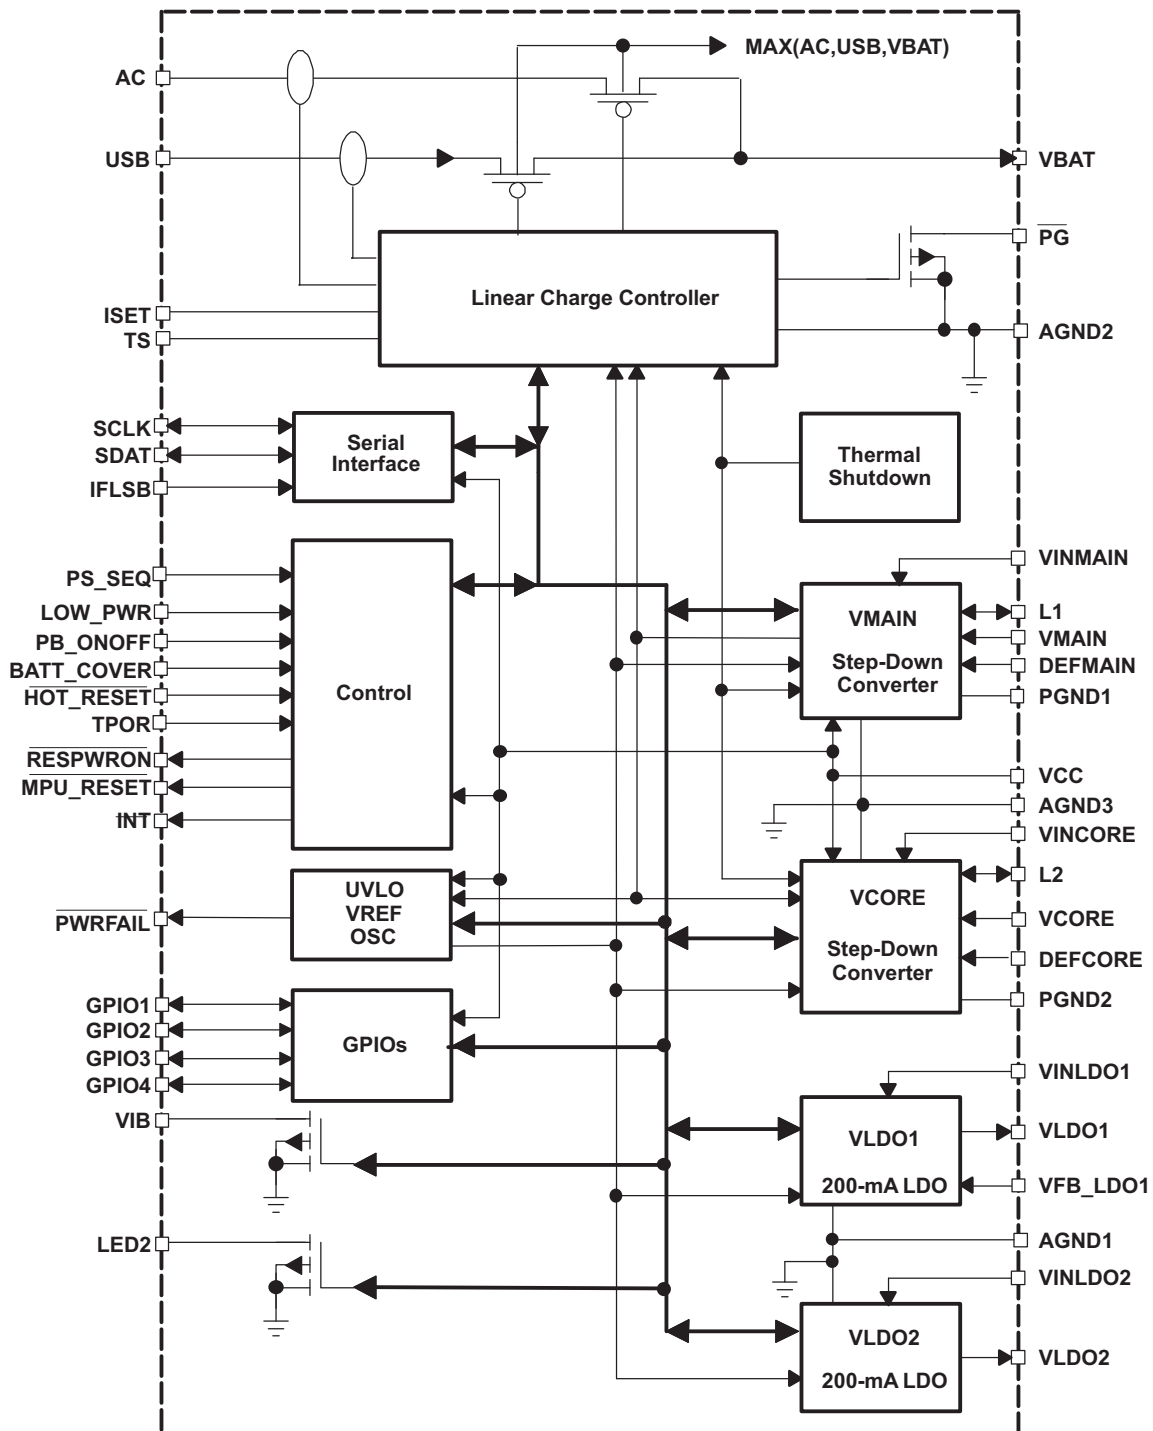 MAX(AC,USB,VBAT)
AC
USB
VBAT
PG
Linear Charge Controller
ISET
TS
AGND2
SCLK
SDAT
IFLSB
Serial
Interface
Thermal
Shutdown
PS_SEQ
LOW_PWR
PB_ONOFF
BATT_COVER
HOT_RESET
TPOR
RESPWRON
MPU_RESET
INT
Control
VINMAIN
VMAIN
Step-Down
Converter
L1
VMAIN
DEFMAIN
PGND1
VCC
AGND3
VINCORE
PWRFAIL
UVLO
VREF
OSC
VCORE
Step-Down
Converter
L2
VCORE
DEFCORE
PGND2
GPIO1
GPIO2
GPIO3
GPIO4
GPIOs
VIB
LED2
VINLDO1
VLDO1
200-mA LDO
VLDO1
VFB_LDO1
AGND1
VINLDO2
VLDO2
200-mA LDO
VLDO2